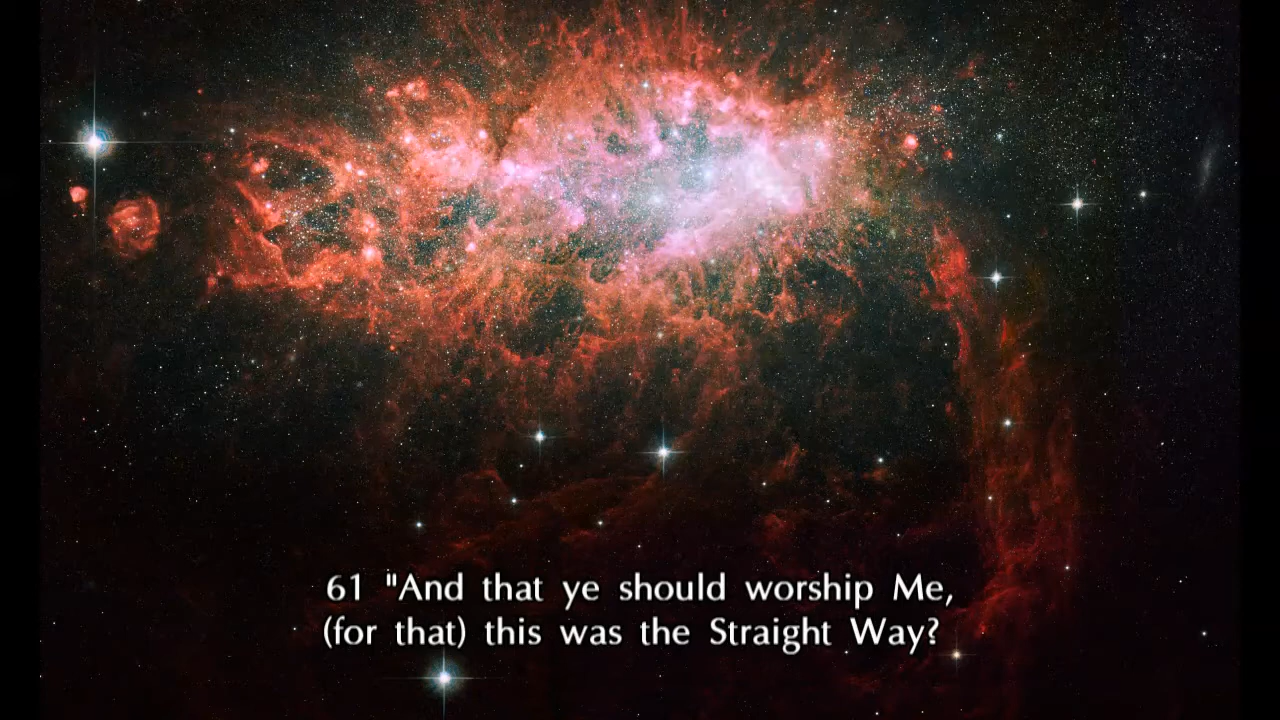 61 "And that ye should worship Me,
(for that) this was the Straight Way?